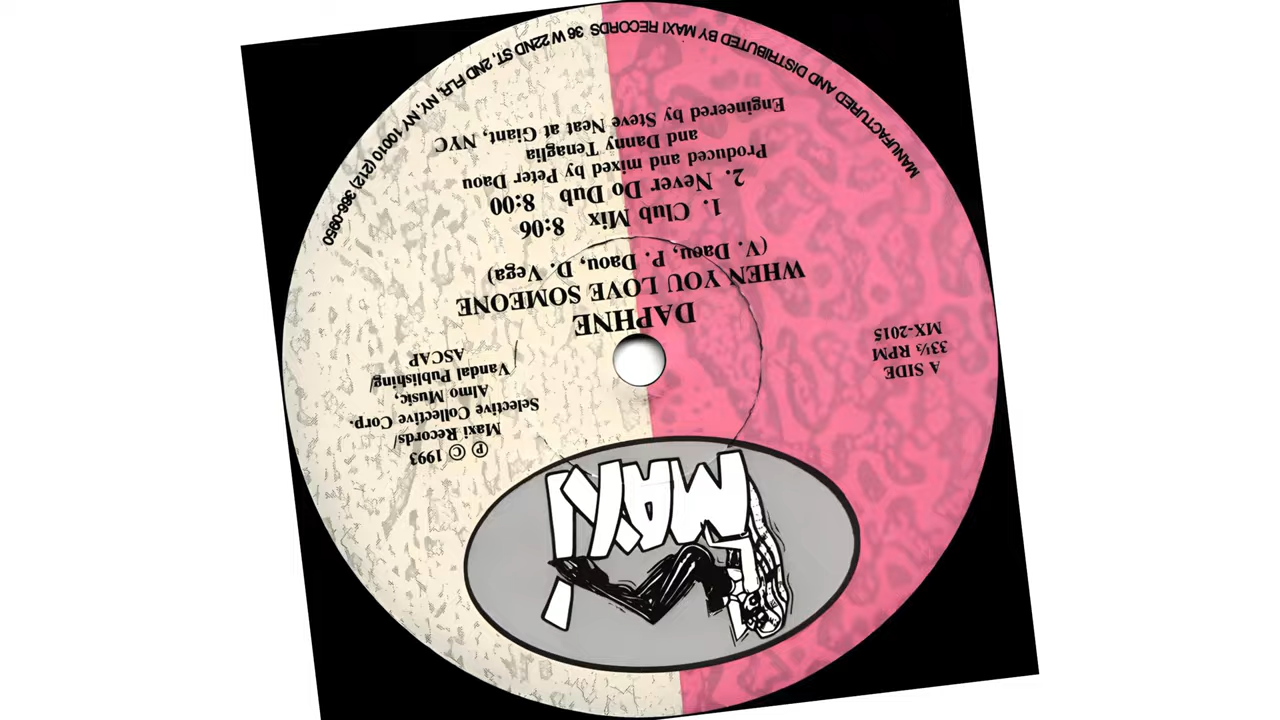 MAXI
A SIDE
33⅓ RPM
MX-2015
℗ © 1993
Maxi Records/
Selective Collective Corp.
Almo Music,
Vandal Publishing/
ASCAP
DAPHNE
WHEN YOU LOVE SOMEONE
(V. Daou, P. Daou, D. Vega)
1. Club Mix 8:06
2. Never Do Dub 8:00
Produced and mixed by Peter Daou
and Danny Tenaglia
Engineered by Steve Neat at Giant, NYC
MANUFACTURED AND DISTRIBUTED BY MAXI RECORDS 36 W 22ND ST, 2ND FLR, NY, NY 10010 (212) 366-0950